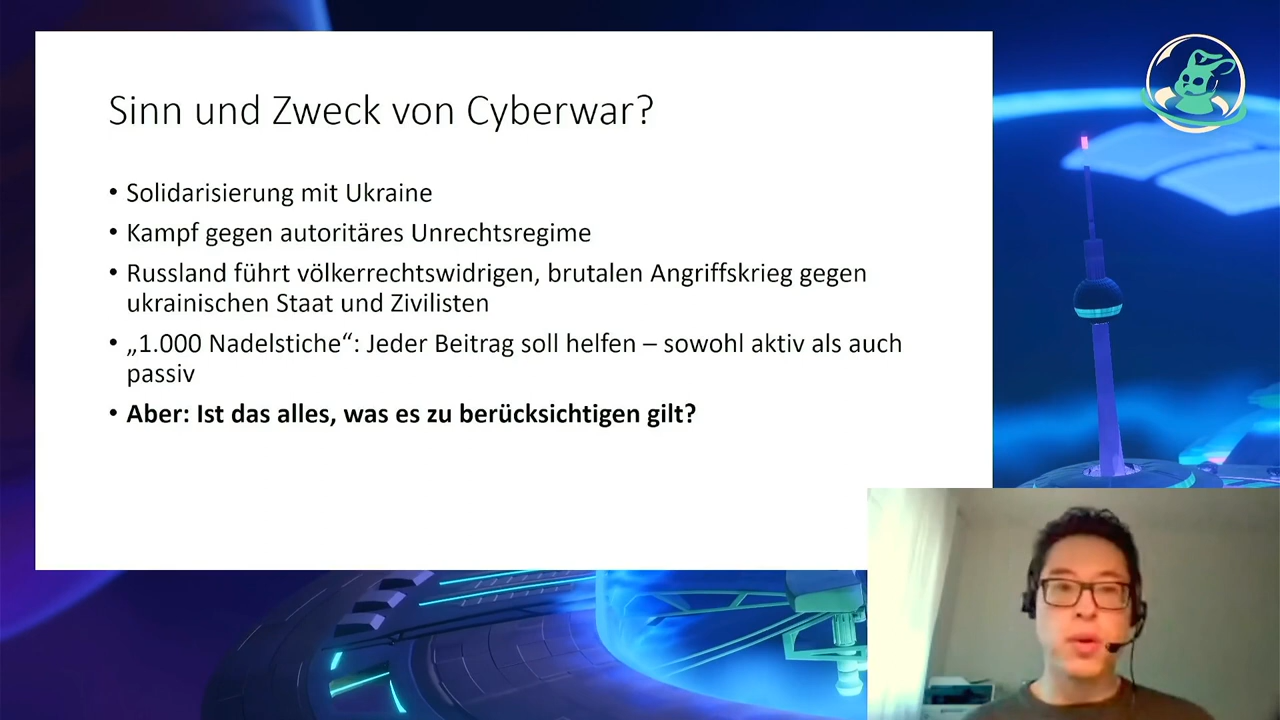 Sinn und Zweck von Cyberwar?
• Solidarisierung mit Ukraine
• Kampf gegen autoritäres Unrechtsregime
• Russland führt völkerrechtswidrigen, brutalen Angriffskrieg gegen
ukrainischen Staat und Zivilisten
• „1.000 Nadelstiche“: Jeder Beitrag soll helfen – sowohl aktiv als auch
passiv
• Aber: Ist das alles, was es zu berücksichtigen gilt?